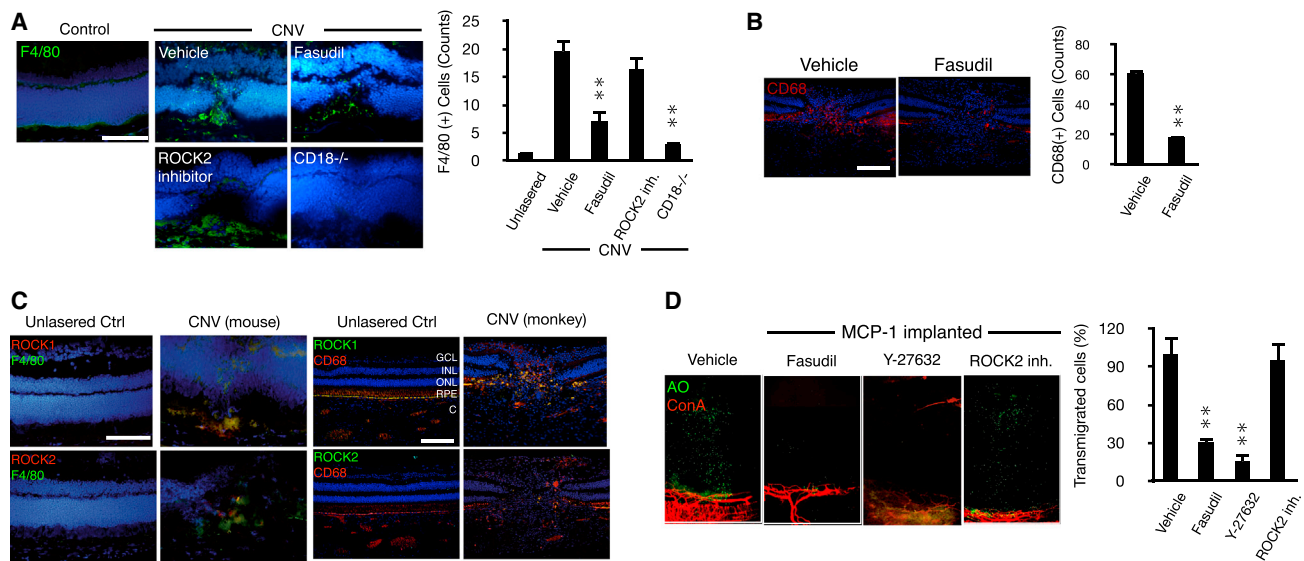 A
Control
CNV
F4/80
Vehicle
Fasudil
ROCK2
inhibitor
CD18-/-
F4/80 (+) Cells (Counts)
25
20
15
10
5
0
**
**
Unlasered
Vehicle
Fasudil
ROCK2 inh.
CD18-/-
CNV
B
Vehicle
Fasudil
CD68
CD68(+) Cells (Counts)
80
60
40
20
0
**
Vehicle
Fasudil
C
Unlasered Ctrl
CNV (mouse)
Unlasered Ctrl
CNV (monkey)
ROCK1
F4/80
ROCK1
CD68
GCL
INL
ONL
RPE
C
ROCK2
F4/80
ROCK2
CD68
D
MCP-1 implanted
Vehicle
Fasudil
Y-27632
ROCK2 inh.
AO
ConA
Transmigrated cells (%)
120
90
60
30
0
**
**
Vehicle
Fasudil
Y-27632
ROCK2 inh.